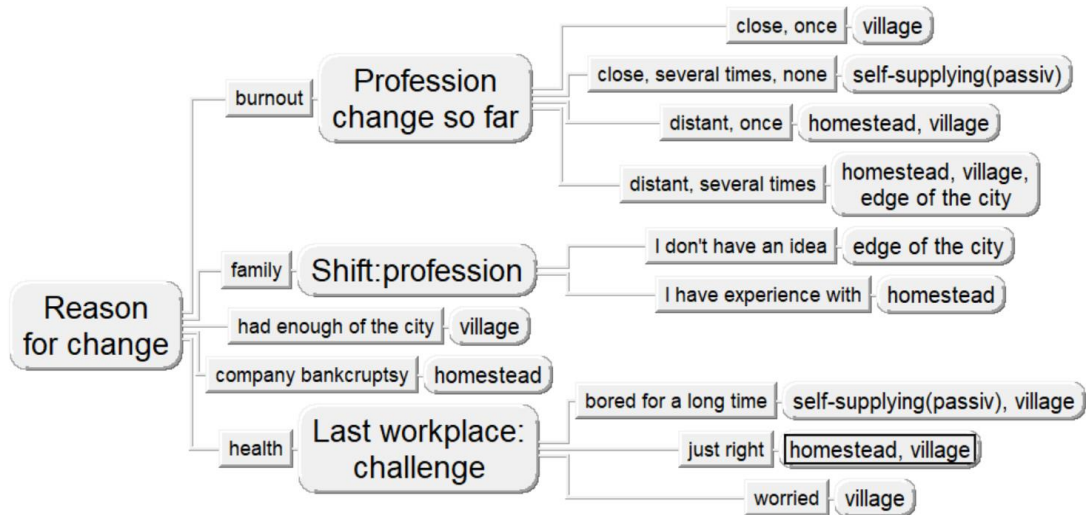 Reason
for change
burnout
Profession
change so far
close, once
village
close, several times, none
self-supplying(passiv)
distant, once
homestead, village
distant, several times
homestead, village,
edge of the city
family
Shift:profession
I don't have an idea
edge of the city
I have experience with
homestead
had enough of the city
village
company bankcruptsy
homestead
health
Last workplace:
challenge
bored for a long time
self-supplying(passiv), village
just right
homestead, village
worried
village